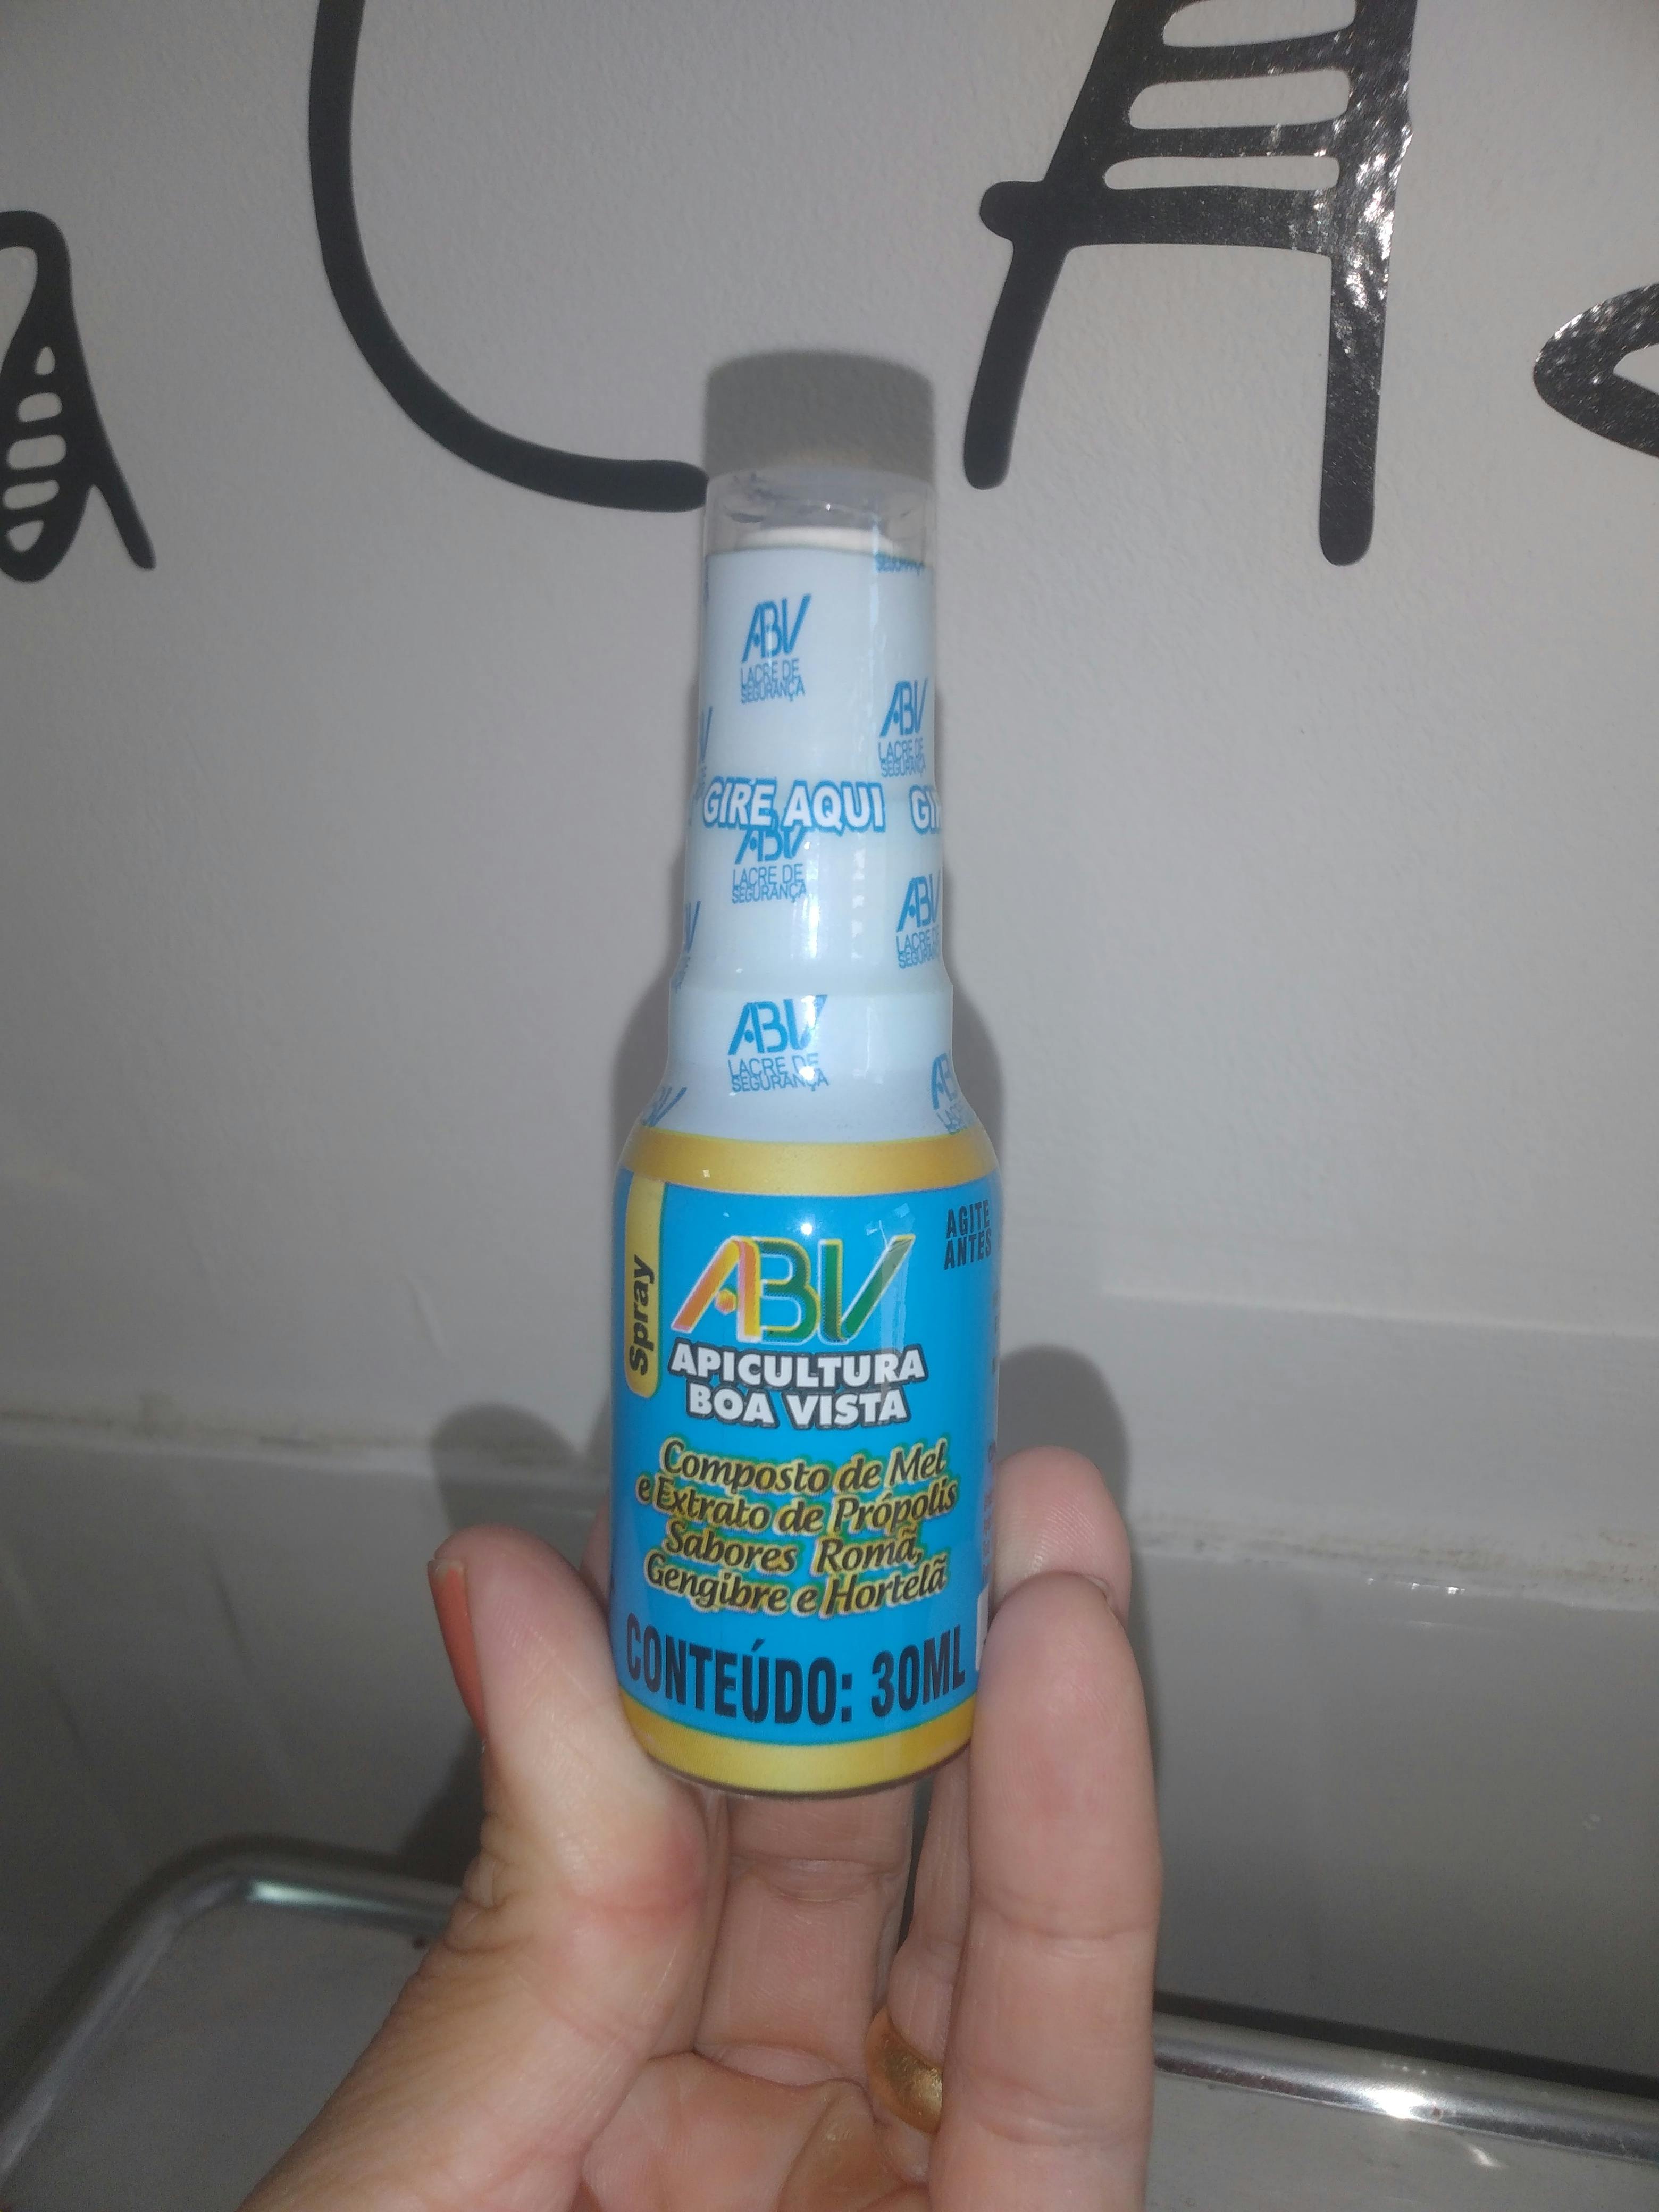 ABV
LACRE DE
SEGURANÇA
ABV
LACRE DE
SEGURANÇA
GIRE AQUI
ABV
LACRE DE
SEGURANÇA
ABV
LACRE DE
SEGURANÇA
ABV
LACRE DE
SEGURANÇA
AGITE
ANTES
Spray
ABV
APICULTURA
BOA VISTA
Composto de Mel
e Extrato de Própolis
Sabores Romã,
Gengibre e Hortelã
CONTEÚDO: 30ML